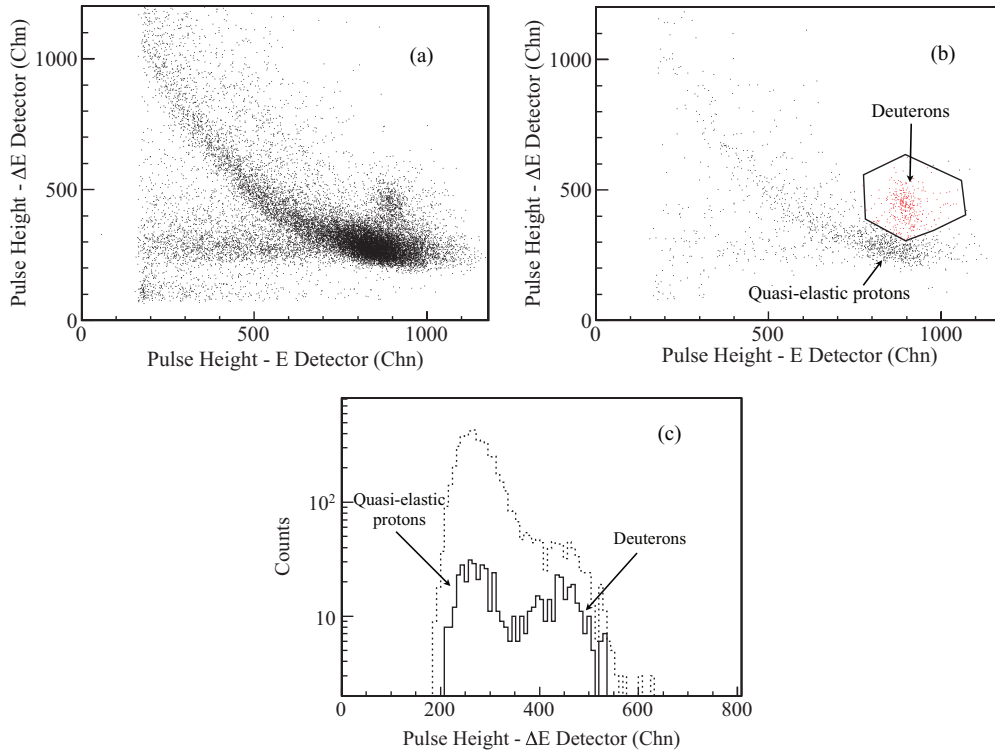 Pulse Height - ΔE Detector (Chn)
1000
500
0
(a)
0
500
1000
Pulse Height - E Detector (Chn)
Pulse Height - ΔE Detector (Chn)
1000
500
0
(b)
Deuterons
Quasi-elastic protons
0
500
1000
Pulse Height - E Detector (Chn)
Counts
10²
10
(c)
Quasi-elastic
protons
Deuterons
0
200
400
600
800
Pulse Height - ΔE Detector (Chn)